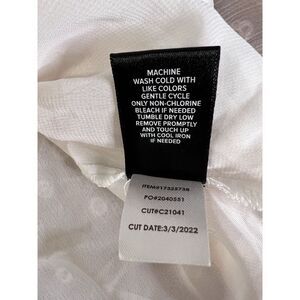 MACHINE
WASH COLD WITH
LIKE COLORS
GENTLE CYCLE
ONLY NON-CHLORINE
BLEACH IF NEEDED
TUMBLE DRY LOW
REMOVE PROMPTLY
AND TOUCH UP
WITH COOL IRON
IF NEEDED
ITEM#1732573R
PO#2040551
CUT#C21041
CUT DATE:3/3/2022